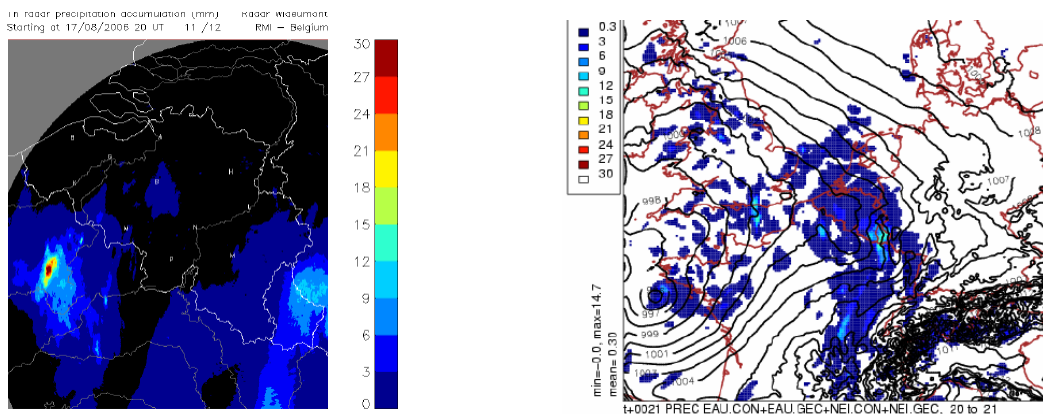 1h radar precipitation accumulation (mm) Radar Wideumont
Starting at 17/08/2006 20 UT 11 /12 RMI – Belgium
30
27
24
21
18
15
12
9
6
3
0
B
A
G
B
H
L
M
N
M
P
0.3
3
6
9
12
15
18
21
24
27
30
1007
1006
1008
1007
998
997
999
1001
1003
1004
1011
min=–0.0, max=14.7
mean= 0.30
t+0021 PREC EAU.CON+EAU.GEC+NEI.CON+NEI.GEC. 20 to 21